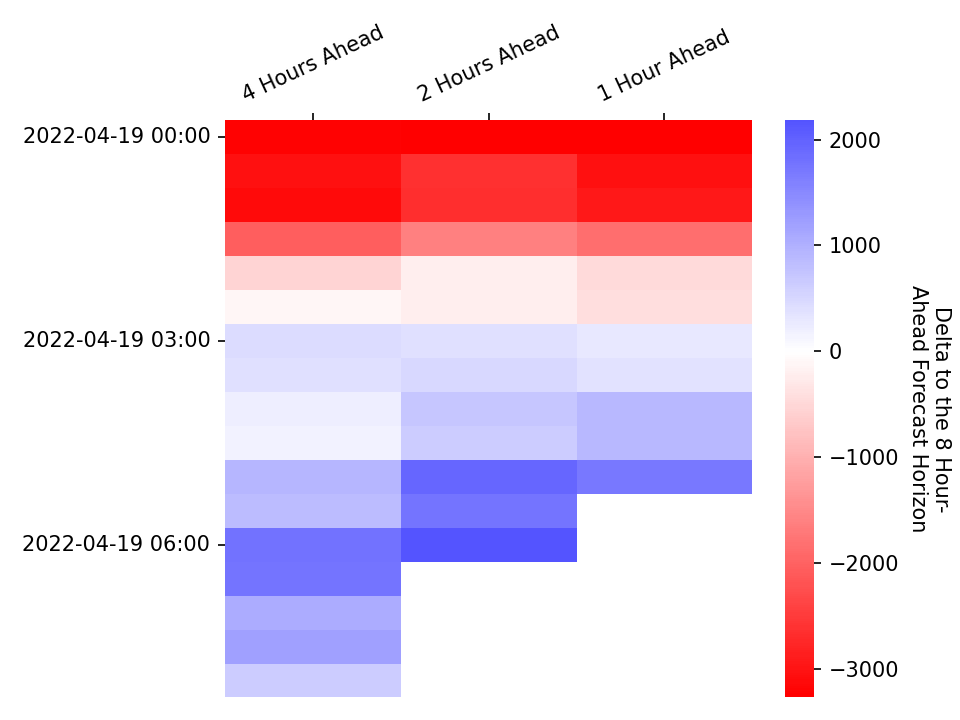 4 Hours Ahead
2 Hours Ahead
1 Hour Ahead
2022-04-19 00:00
2022-04-19 03:00
2022-04-19 06:00
2000
1000
0
−1000
−2000
−3000
Delta to the 8 Hour-
Ahead Forecast Horizon